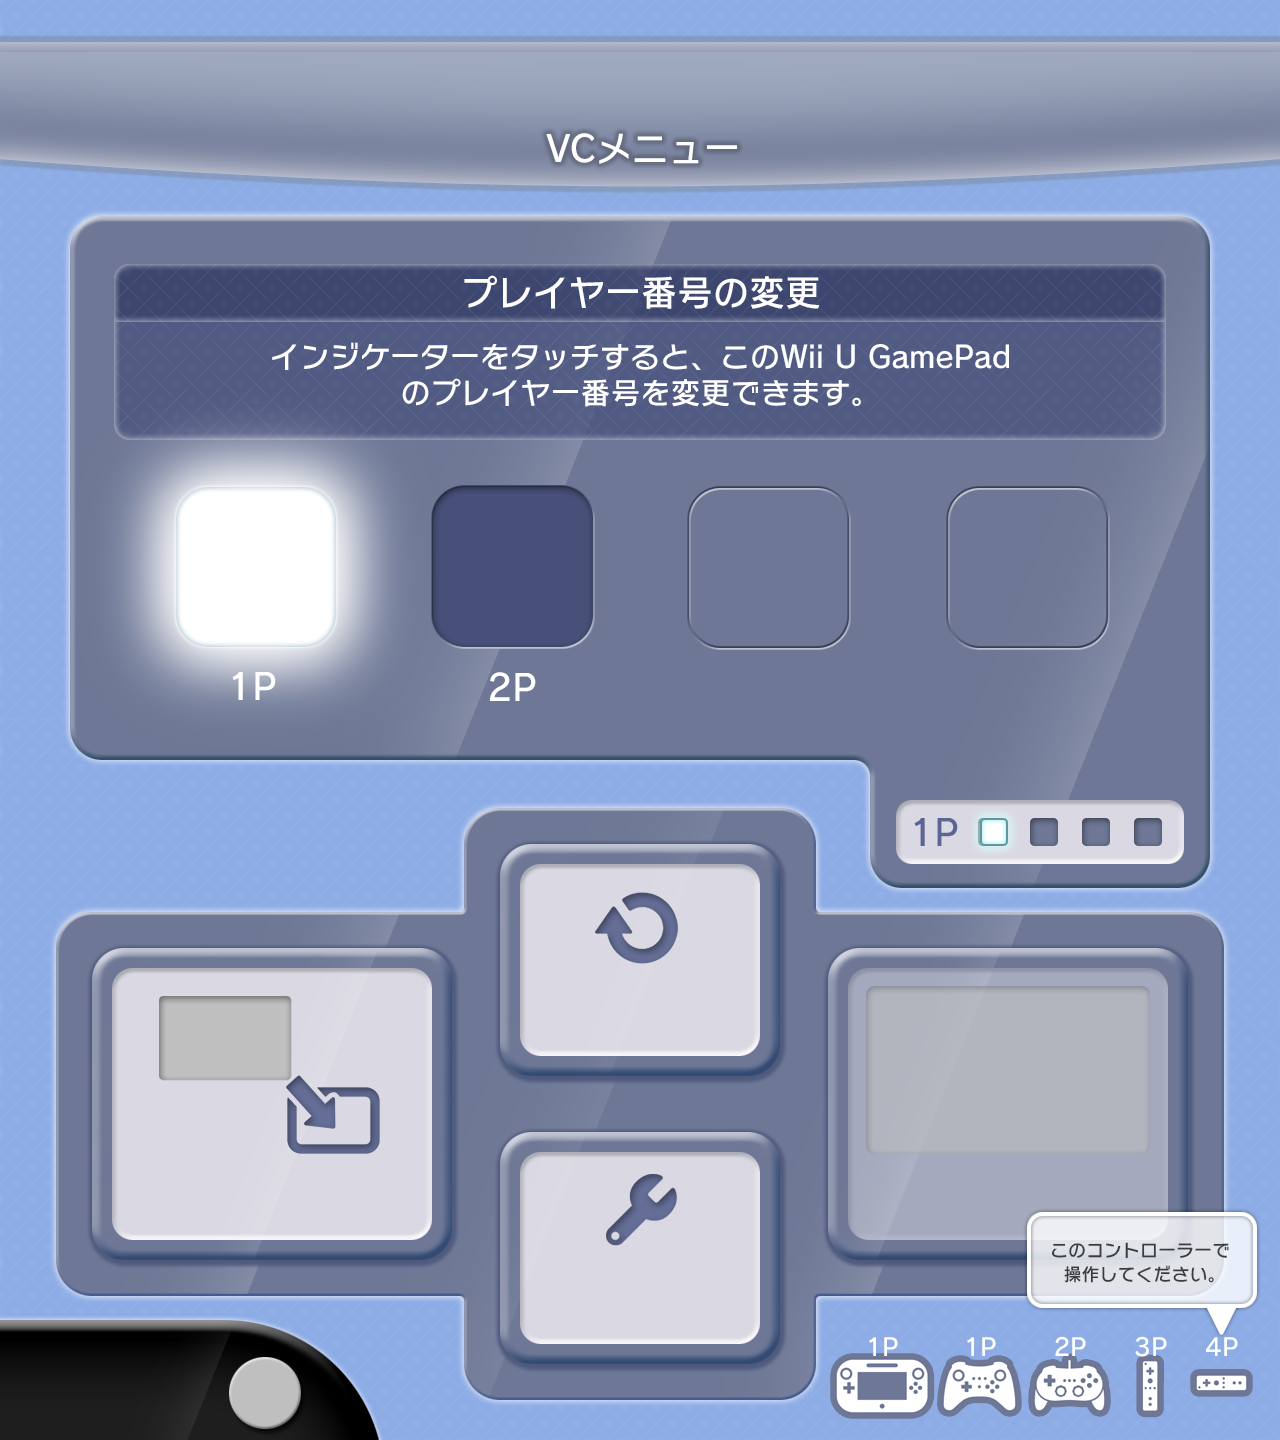 VCメニュー
プレイヤー番号の変更
インジケーターをタッチすると、このWii U GamePad
のプレイヤー番号を変更できます。
1P 2P
1P
このコントローラーで
操作してください。
1P 1P 2P 3P 4P